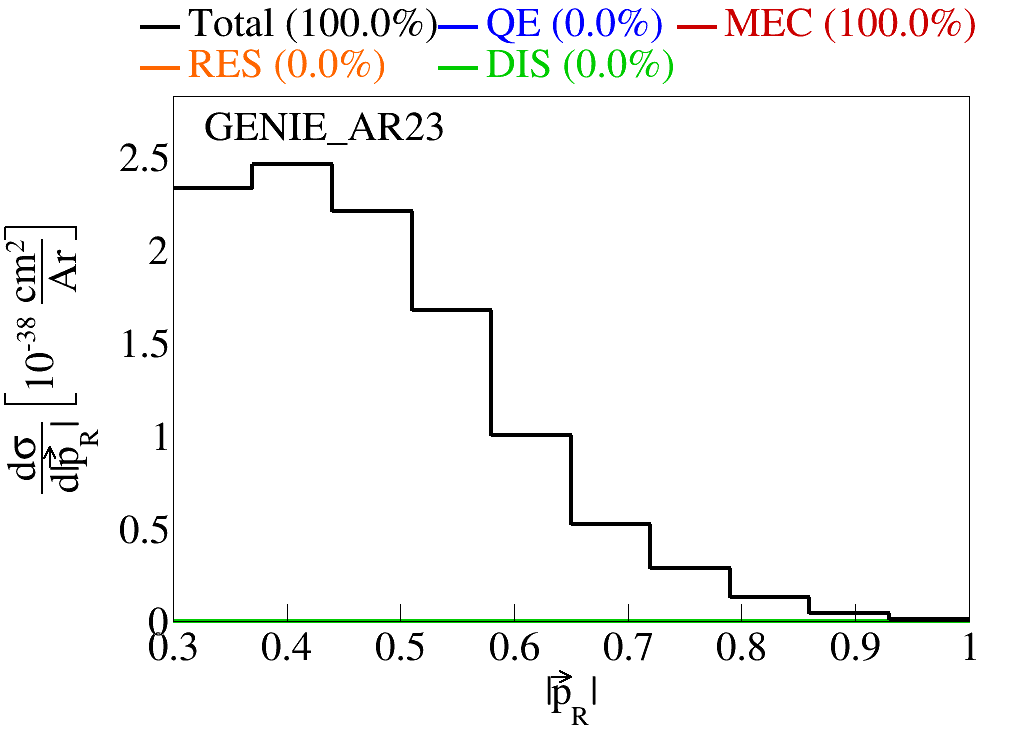 Total (100.0%) QE (0.0%) MEC (100.0%)
RES (0.0%) DIS (0.0%)
GENIE_AR23
2.5
2
1.5
1
0.5
0
0.3 0.4 0.5 0.6 0.7 0.8 0.9 1
|p⃗_R|
dσ/d|p⃗_R| [10^-38 cm^2/Ar]